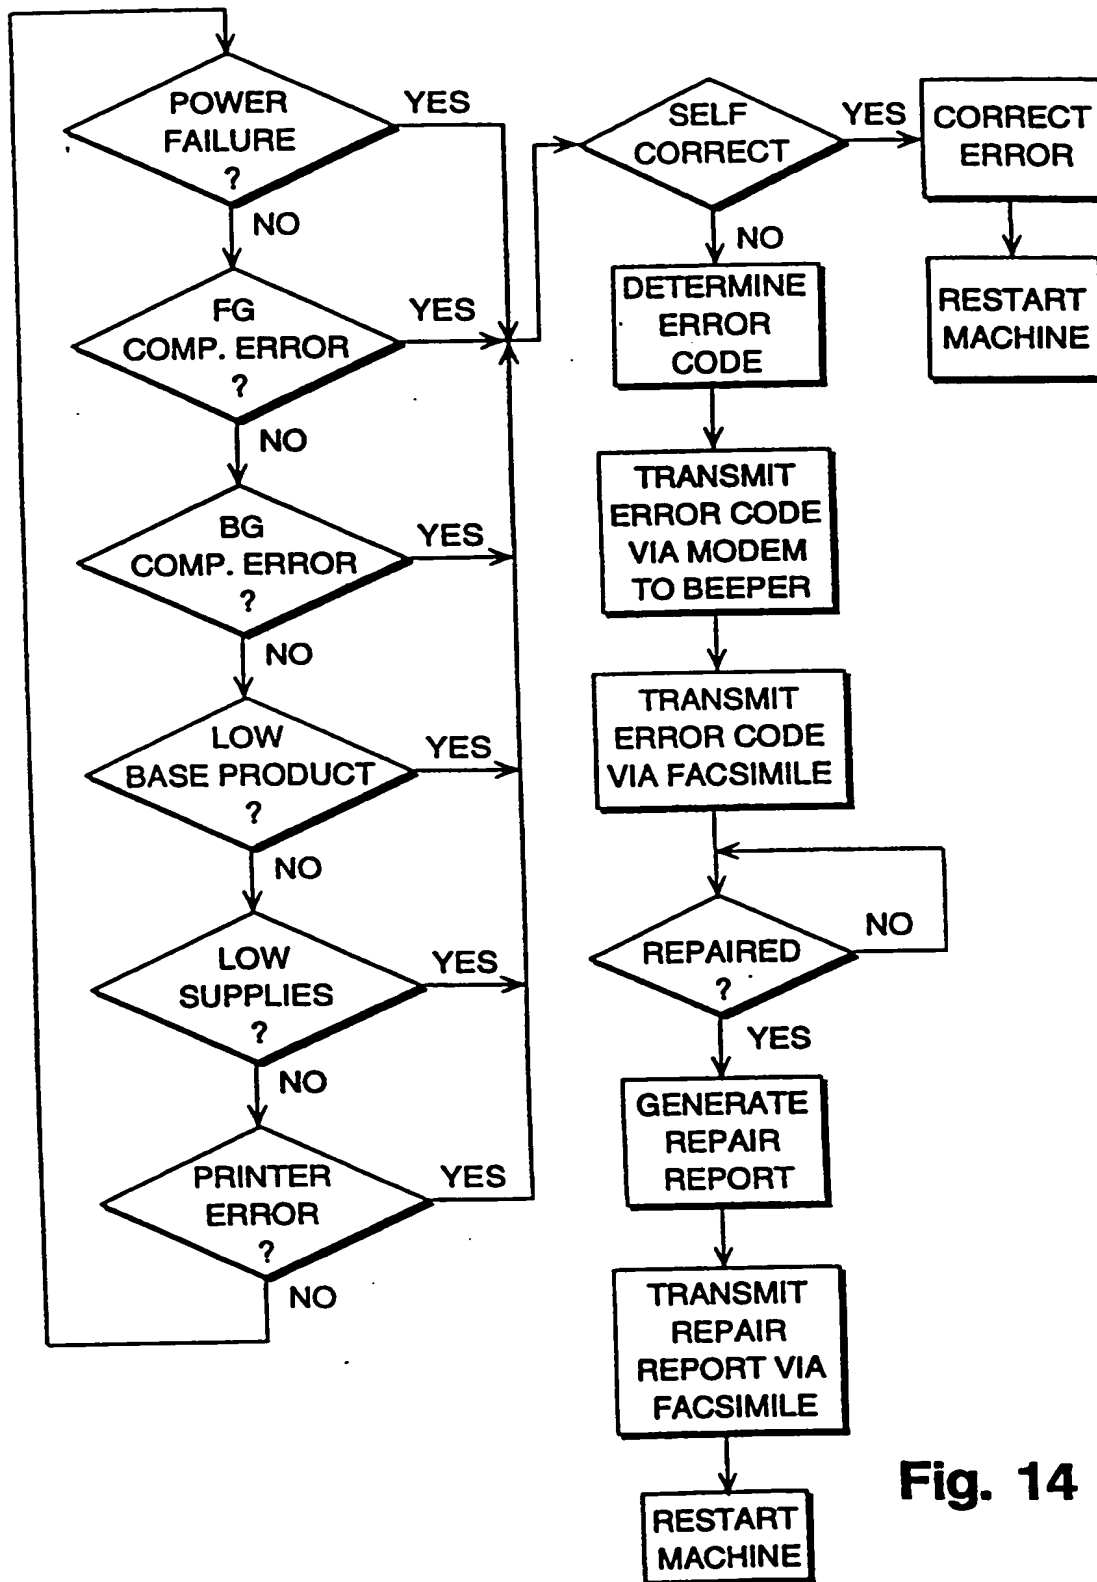 POWER
FAILURE
?
YES
NO
FG
COMP. ERROR
?
YES
NO
BG
COMP. ERROR
?
YES
NO
LOW
BASE PRODUCT
?
YES
NO
LOW
SUPPLIES
?
YES
NO
PRINTER
ERROR
?
YES
NO
SELF
CORRECT
YES
CORRECT
ERROR
RESTART
MACHINE
NO
DETERMINE
ERROR
CODE
TRANSMIT
ERROR CODE
VIA MODEM
TO BEEPER
TRANSMIT
ERROR CODE
VIA FACSIMILE
REPAIRED
?
NO
YES
GENERATE
REPAIR
REPORT
TRANSMIT
REPAIR
REPORT VIA
FACSIMILE
RESTART
MACHINE
Fig. 14